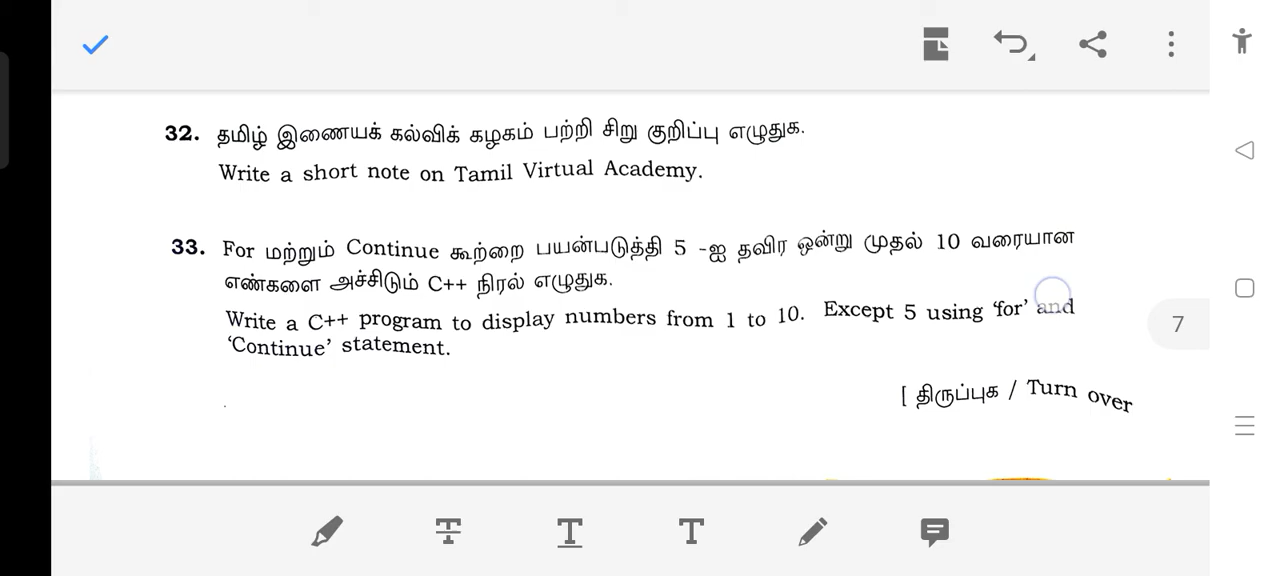 32. தமிழ் இணையக் கல்விக் கழகம் பற்றி சிறு குறிப்பு எழுதுக.
Write a short note on Tamil Virtual Academy.
33. For மற்றும் Continue கூற்றை பயன்படுத்தி 5 -ஐ தவிர ஒன்று முதல் 10 வரையான
எண்களை அச்சிடும் C++ நிரல் எழுதுக.
Write a C++ program to display numbers from 1 to 10. Except 5 using ‘for’ and
‘Continue’ statement.
7
[ திருப்புக / Turn over
T T T